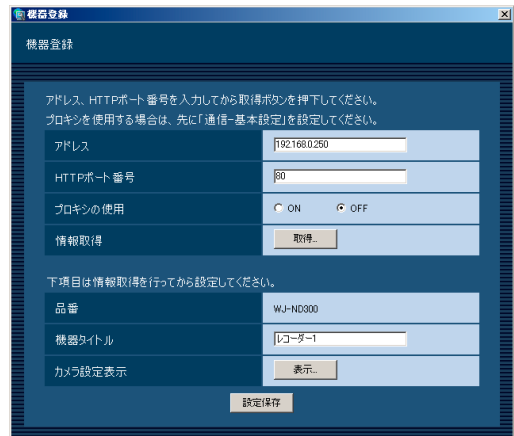 機器登録
機器登録
アドレス、HTTPポート番号を入力してから取得ボタンを押下してください。
プロキシを使用する場合は、先に「通信-基本設定」を設定してください。
アドレス 192.168.0.250
HTTPポート番号 80
プロキシの使用 ON OFF
情報取得 取得...
下項目は情報取得を行ってから設定してください。
品番 WJ-ND300
機器タイトル レコーダー1
カメラ設定表示 表示...
設定保存